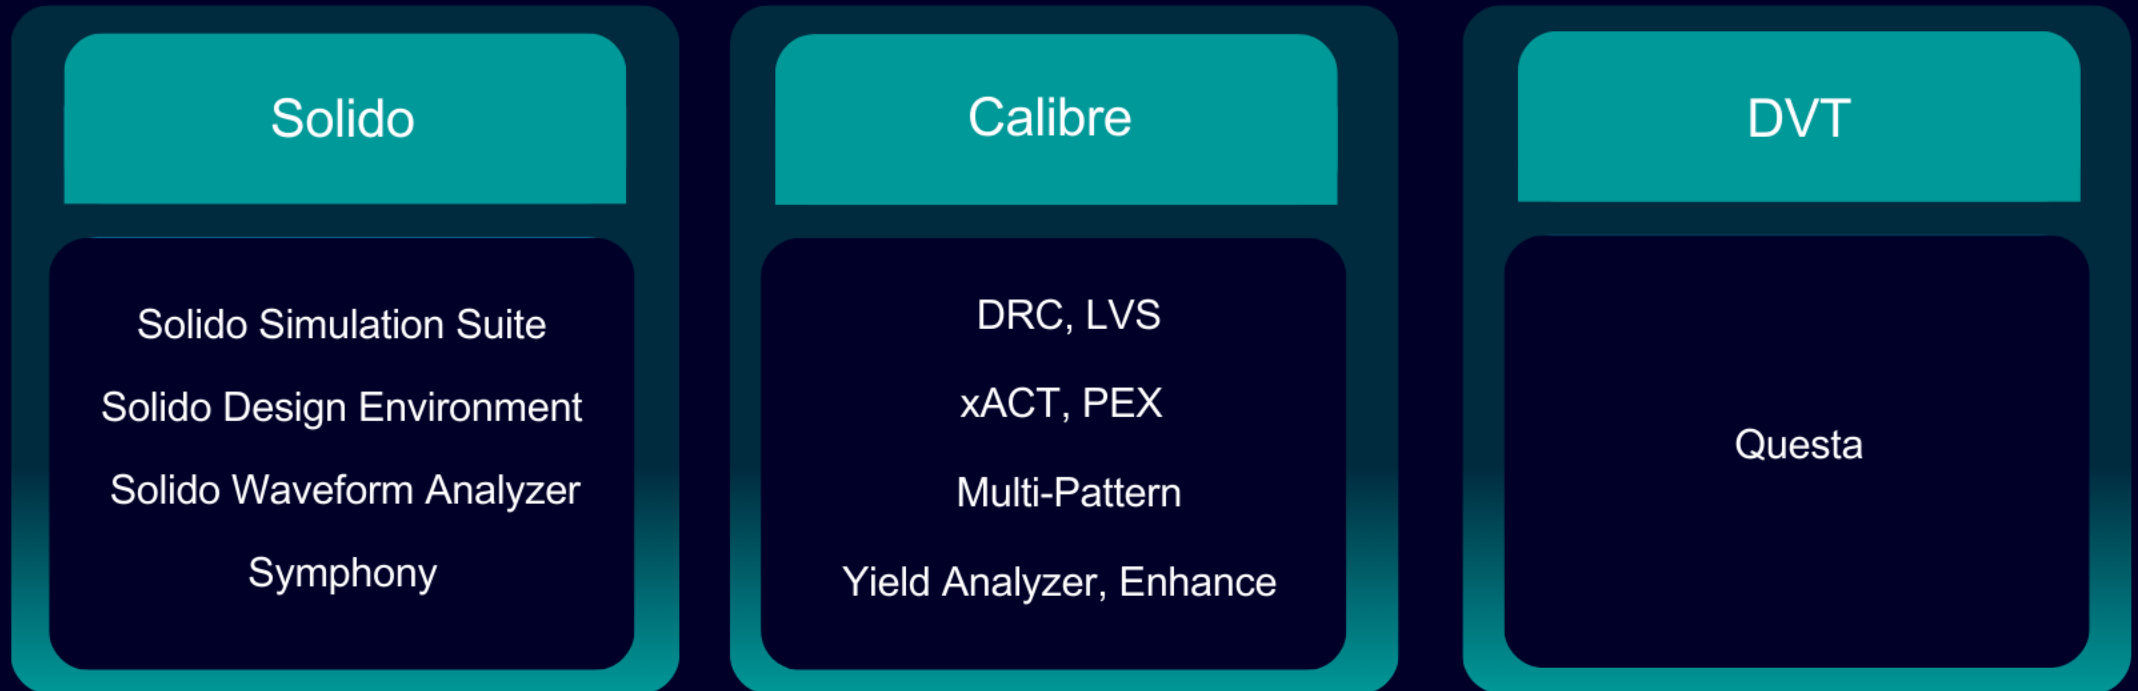 Solido
Solido Simulation Suite
Solido Design Environment
Solido Waveform Analyzer
Symphony
Calibre
DRC, LVS
xACT, PEX
Multi-Pattern
Yield Analyzer, Enhance
DVT
Questa